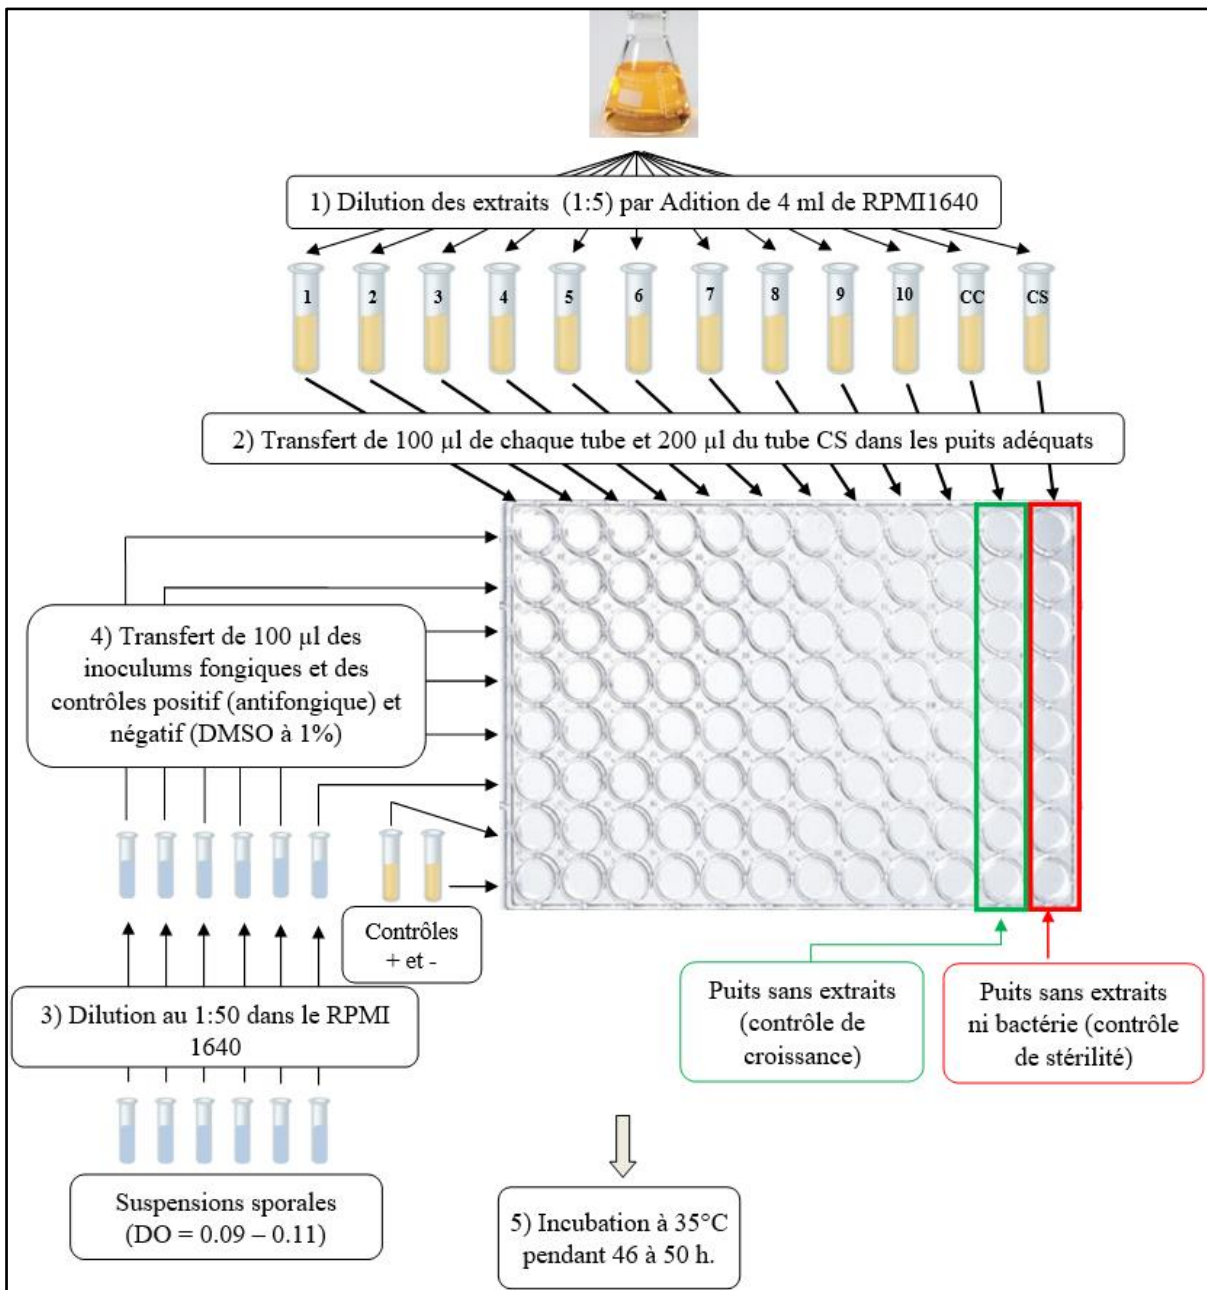 1) Dilution des extraits (1:5) par Adition de 4 ml de RPMI1640
1 2 3 4 5 6 7 8 9 10 CC CS
2) Transfert de 100 µl de chaque tube et 200 µl du tube CS dans les puits adéquats
4) Transfert de 100 µl des
inoculums fongiques et des
contrôles positif (antifongique) et
négatif (DMSO à 1%)
Contrôles
+ et -
3) Dilution au 1:50 dans le RPMI
1640
Suspensions sporales
(DO = 0.09 – 0.11)
Puits sans extraits
(contrôle de
croissance)
Puits sans extraits
ni bactérie (contrôle
de stérilité)
5) Incubation à 35°C
pendant 46 à 50 h.